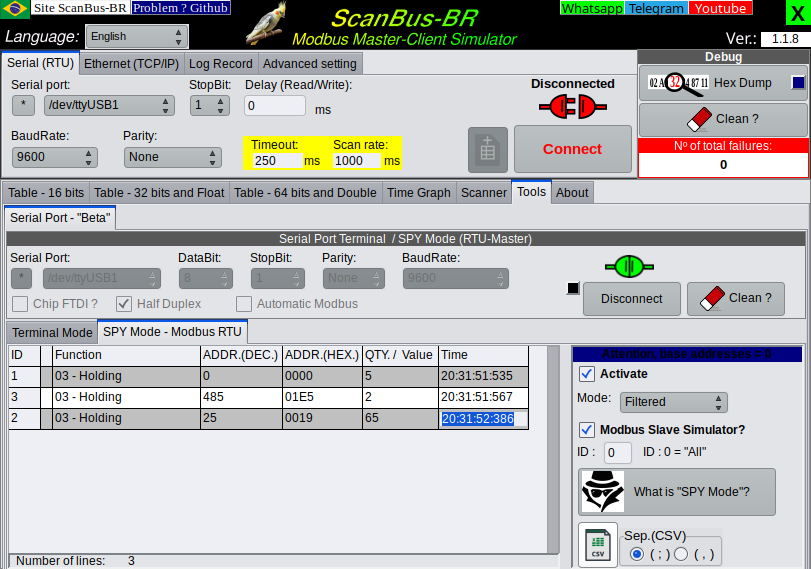 Site ScanBus-BR Problem ? Github
Whatsapp Telegram Youtube
X
Language: English
ScanBus-BR
Modbus Master-Client Simulator
Ver.: 1.1.8
Serial (RTU) Ethernet (TCP/IP) Log Record Advanced setting
Debug
Serial port: StopBit: Delay (Read/Write):
* /dev/ttyUSB1 1 0 ms
Disconnected
Hex Dump
Clean ?
BaudRate: Parity:
9600 None
Timeout: Scan rate:
250 ms 1000 ms
Connect
Nº of total failures:
0
Table - 16 bits Table - 32 bits and Float Table - 64 bits and Double Time Graph Scanner Tools About
Serial Port - "Beta"
Serial Port Terminal / SPY Mode (RTU-Master)
Serial Port: DataBit: StopBit: Parity: BaudRate:
* /dev/ttyUSB1 8 1 None 9600
Chip FTDI ? Half Duplex Automatic Modbus
Disconnect Clean ?
Terminal Mode SPY Mode - Modbus RTU
ID Function ADDR.(DEC.) ADDR.(HEX.) QTY. / Value Time
1 03 - Holding 0 0000 5 20:31:51:535
3 03 - Holding 485 01E5 2 20:31:51:567
2 03 - Holding 25 0019 65 20:31:52:386
Attention: base addresses = 0
Activate
Mode: Filtered
Modbus Slave Simulator?
ID : 0 ID : 0 = "All"
What is "SPY Mode"?
CSV
Sep.(CSV)
( ; ) ( , )
Number of lines: 3